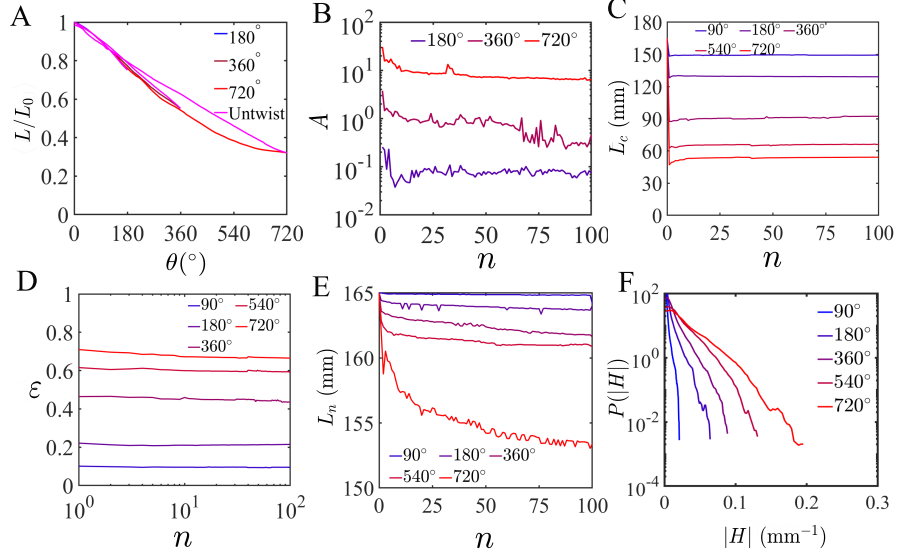 A
1
0.8
0.6
0.4
0.2
0
L/L0
0 180 360 540 720
θ(°)
180°
360°
720°
Untwist
B
10^2
10^1
10^0
10^-1
10^-2
A
0 25 50 75 100
n
180° 360° 720°
C
180
150
120
90
60
30
0
Lc (mm)
0 25 50 75 100
n
90° 180° 360°
540° 720°
D
1
0.8
0.6
0.4
0.2
0
ε
10^0 10^1 10^2
n
90° 540°
180° 720°
360°
E
165
160
155
150
Ln (mm)
0 25 50 75 100
n
90° 180° 360°
540° 720°
F
10^2
10^0
10^-2
10^-4
P(|H|)
0 0.1 0.2 0.3
|H| (mm^-1)
90°
180°
360°
540°
720°